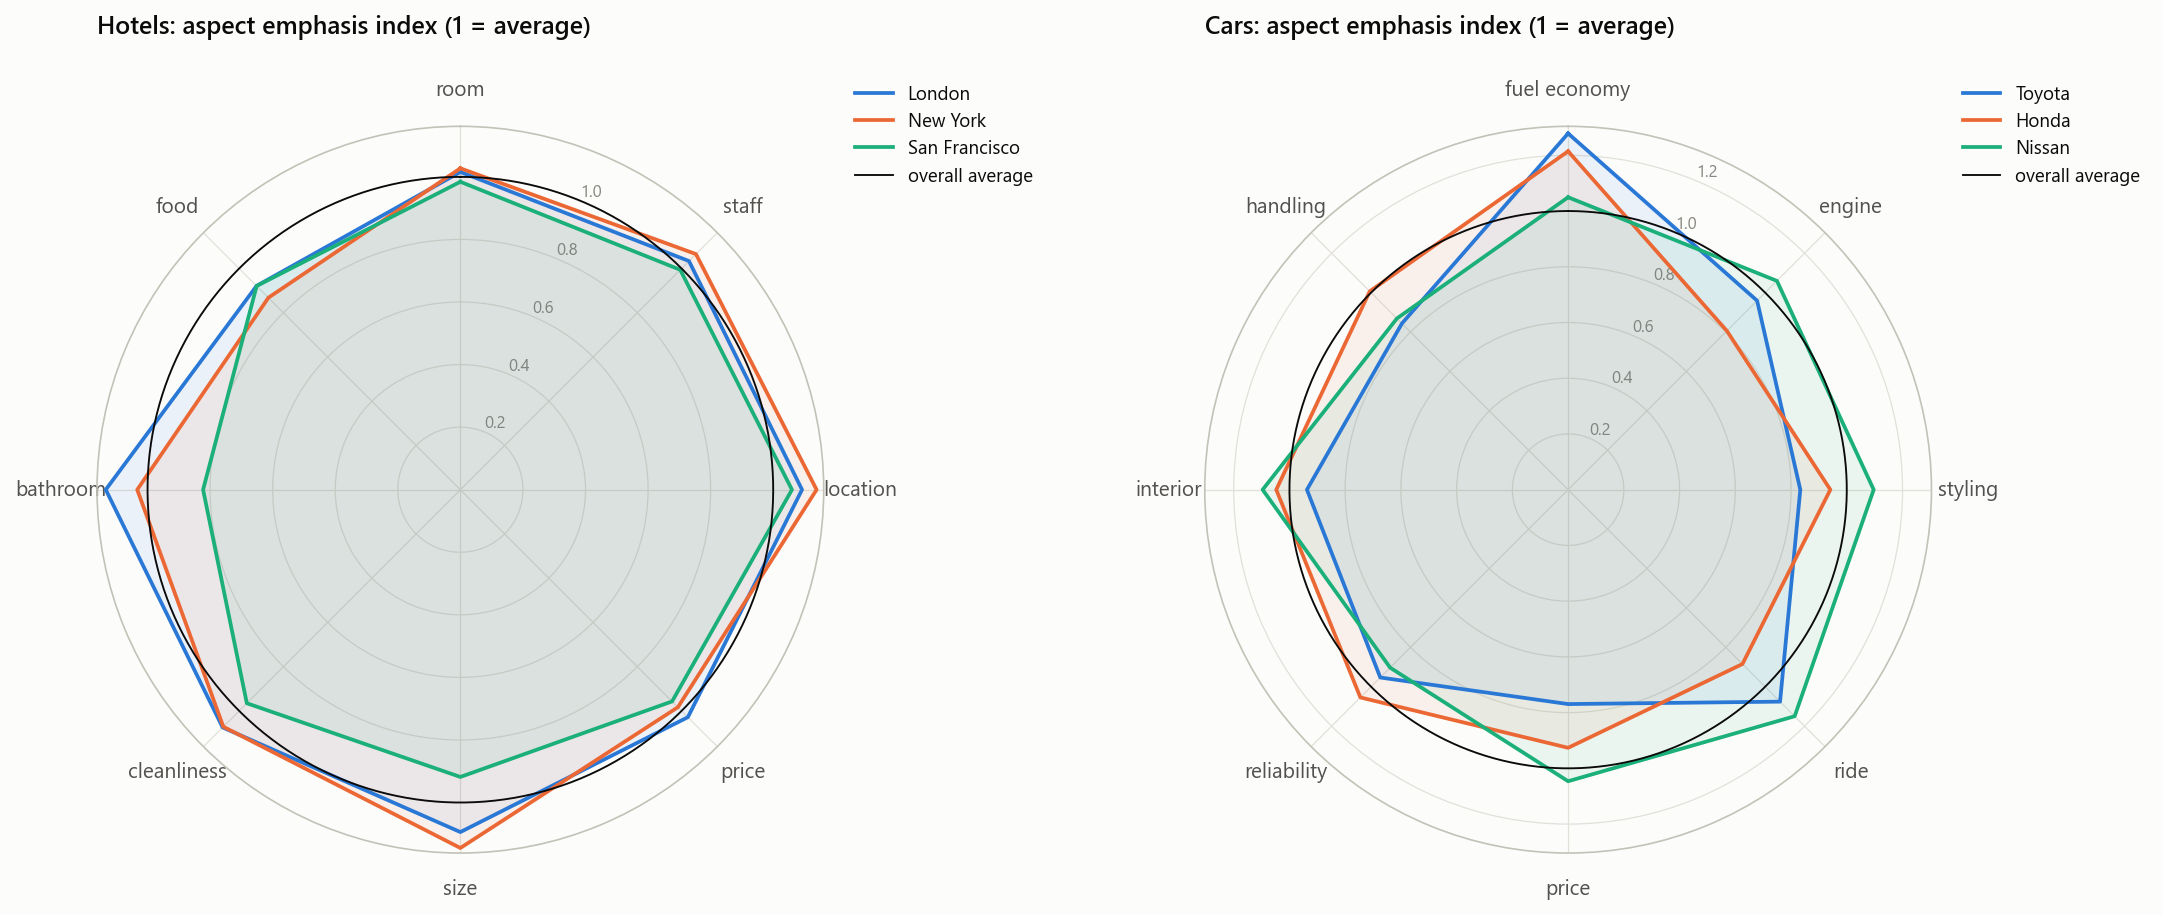 Hotels: aspect emphasis index (1 = average)
room
staff
location
price
size
cleanliness
bathroom
food
0.2
0.4
0.6
0.8
1.0
London
New York
San Francisco
overall average
Cars: aspect emphasis index (1 = average)
fuel economy
engine
styling
ride
price
reliability
interior
handling
0.2
0.4
0.6
0.8
1.0
1.2
Toyota
Honda
Nissan
overall average